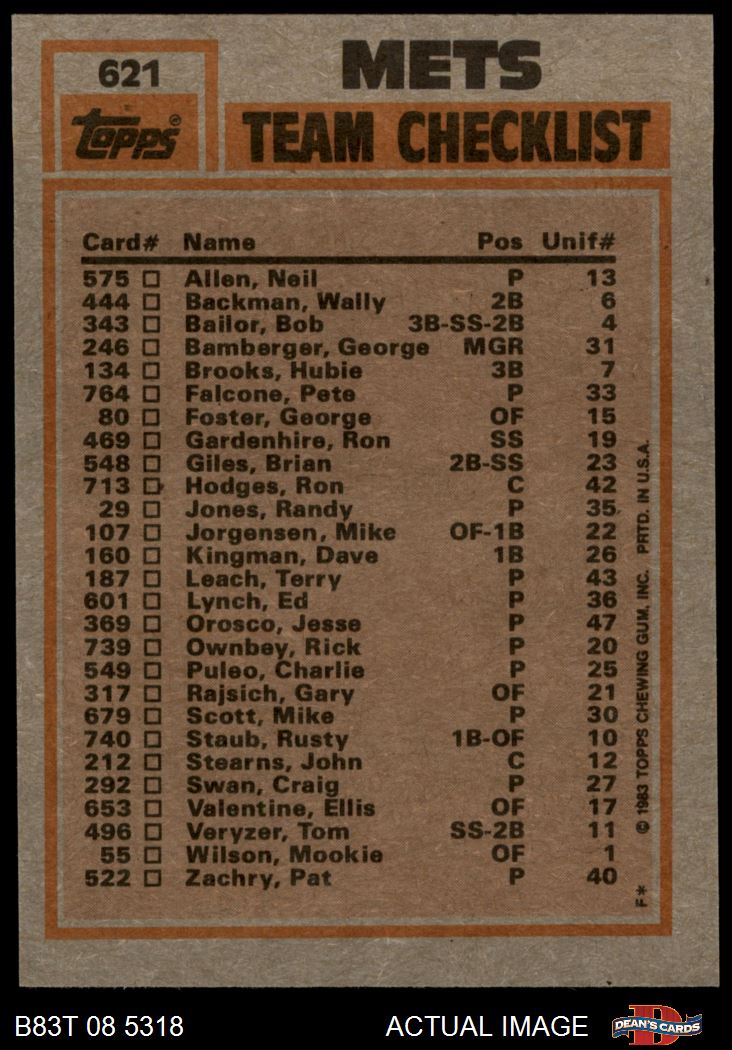 621
METS
Topps®
TEAM CHECKLIST
Card# Name Pos Unif#
575 Allen, Neil P 13
444 Backman, Wally 2B 6
343 Bailor, Bob 3B-SS-2B 4
246 Bamberger, George MGR 31
134 Brooks, Hubie 3B 7
764 Falcone, Pete P 33
80 Foster, George OF 15
469 Gardenhire, Ron SS 19
548 Giles, Brian 2B-SS 23
713 Hodges, Ron C 42
29 Jones, Randy P 35
107 Jorgensen, Mike OF-1B 22
160 Kingman, Dave 1B 26
187 Leach, Terry P 43
601 Lynch, Ed P 36
369 Orosco, Jesse P 47
739 Ownbey, Rick P 20
549 Puleo, Charlie P 25
317 Rajsich, Gary OF 21
679 Scott, Mike P 30
740 Staub, Rusty 1B-OF 10
212 Stearns, John C 12
292 Swan, Craig P 27
653 Valentine, Ellis OF 17
496 Veryzer, Tom SS-2B 11
55 Wilson, Mookie OF 1
522 Zachry, Pat P 40
F* © 1983 TOPPS CHEWING GUM, INC. PRTD. IN U.S.A.
B83T 08 5318 ACTUAL IMAGE
D
DEAN'S CARDS